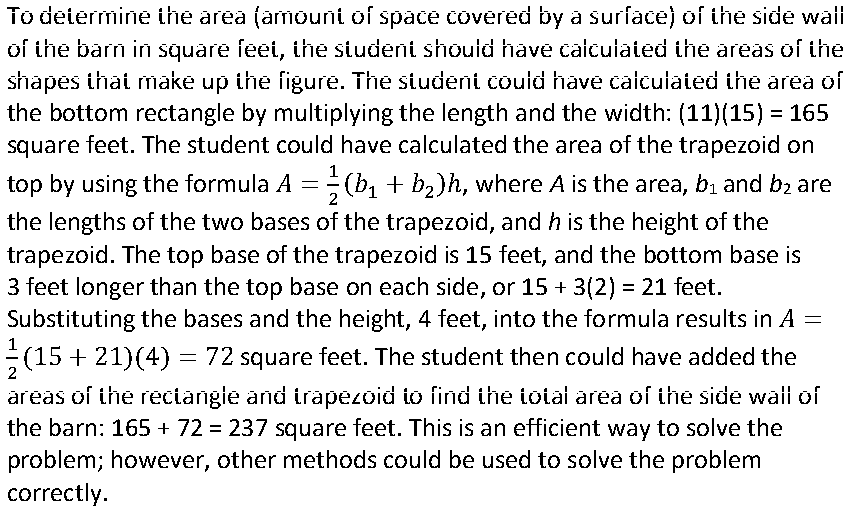 To determine the area (amount of space covered by a surface) of the side wall
of the barn in square feet, the student should have calculated the areas of the
shapes that make up the figure. The student could have calculated the area of
the bottom rectangle by multiplying the length and the width: (11)(15) = 165
square feet. The student could have calculated the area of the trapezoid on
top by using the formula A = 1/2(b₁ + b₂)h, where A is the area, b₁ and b₂ are
the lengths of the two bases of the trapezoid, and h is the height of the
trapezoid. The top base of the trapezoid is 15 feet, and the bottom base is
3 feet longer than the top base on each side, or 15 + 3(2) = 21 feet.
Substituting the bases and the height, 4 feet, into the formula results in A =
1/2(15 + 21)(4) = 72 square feet. The student then could have added the
areas of the rectangle and trapezoid to find the total area of the side wall of
the barn: 165 + 72 = 237 square feet. This is an efficient way to solve the
problem; however, other methods could be used to solve the problem
correctly.